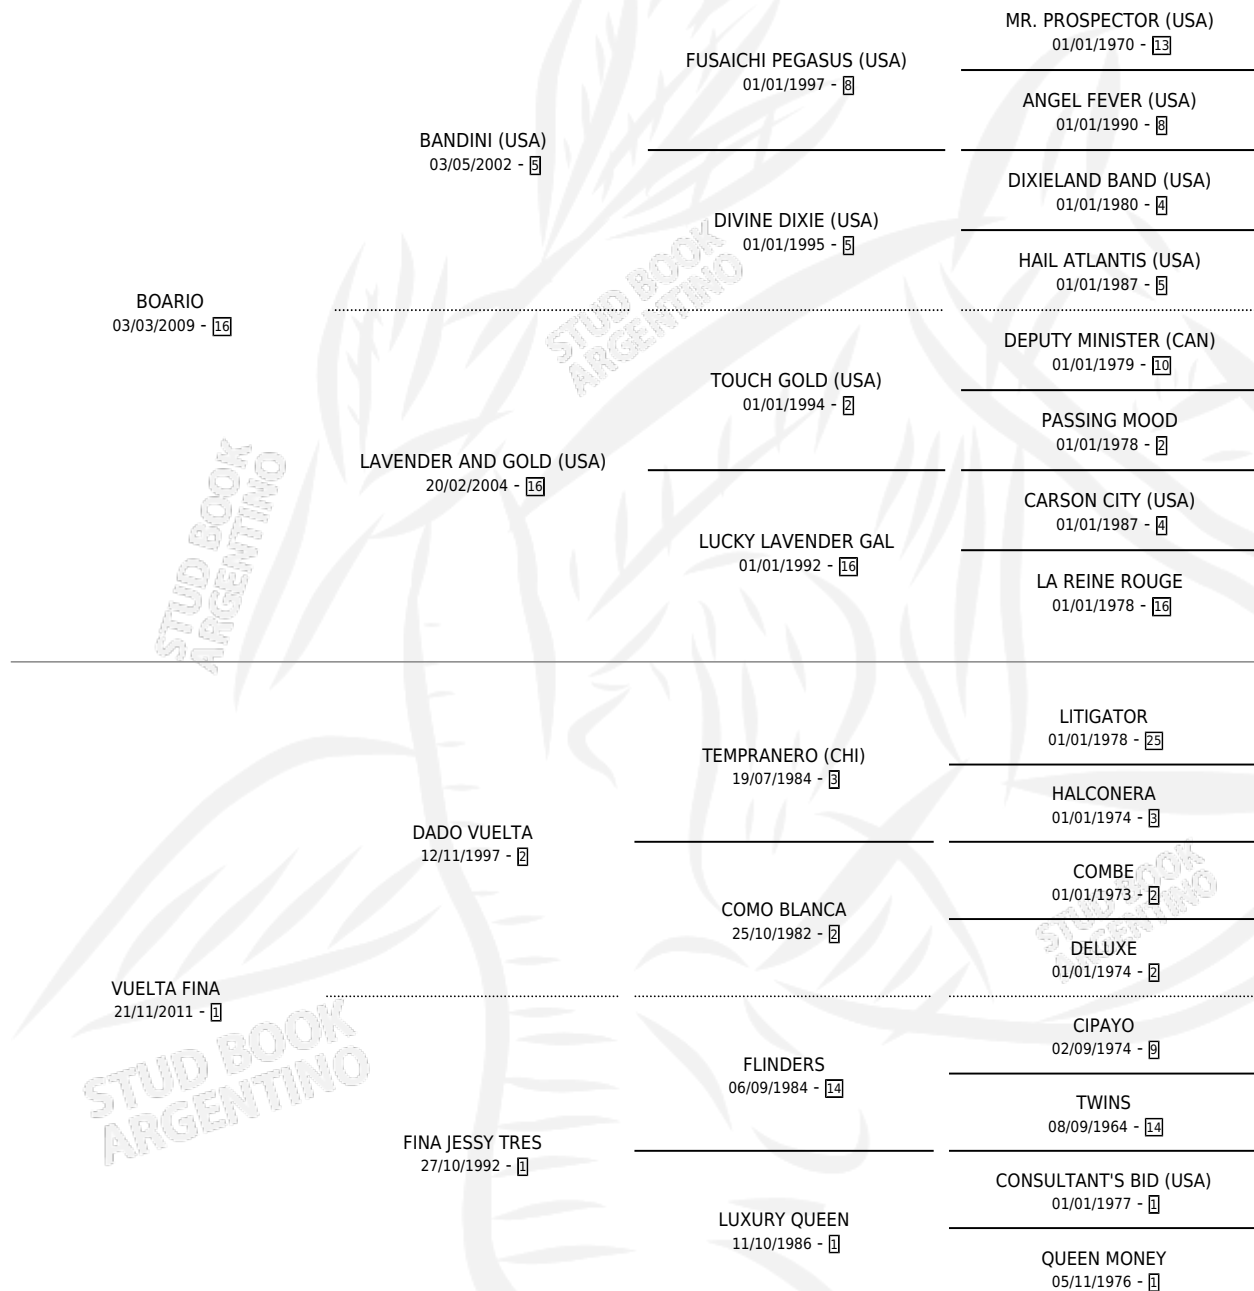 MR. PROSPECTOR (USA)
01/01/1970 - 13
FUSAICHI PEGASUS (USA)
01/01/1997 - 8
ANGEL FEVER (USA)
01/01/1990 - 8
BANDINI (USA)
03/05/2002 - 5
DIXIELAND BAND (USA)
01/01/1980 - 4
DIVINE DIXIE (USA)
01/01/1995 - 5
HAIL ATLANTIS (USA)
01/01/1987 - 5
BOARIO
03/03/2009 - 16
DEPUTY MINISTER (CAN)
01/01/1979 - 10
TOUCH GOLD (USA)
01/01/1994 - 2
PASSING MOOD
01/01/1978 - 2
LAVENDER AND GOLD (USA)
20/02/2004 - 16
CARSON CITY (USA)
01/01/1987 - 4
LUCKY LAVENDER GAL
01/01/1992 - 16
LA REINE ROUGE
01/01/1978 - 16
LITIGATOR
01/01/1978 - 25
TEMPRANERO (CHI)
19/07/1984 - 3
HALCONERA
01/01/1974 - 3
DADO VUELTA
12/11/1997 - 2
COMBE
01/01/1973 - 2
COMO BLANCA
25/10/1982 - 2
DELUXE
01/01/1974 - 2
VUELTA FINA
21/11/2011 - 1
CIPAYO
02/09/1974 - 9
FLINDERS
06/09/1984 - 14
TWINS
08/09/1964 - 14
FINA JESSY TRES
27/10/1992 - 1
CONSULTANT'S BID (USA)
01/01/1977 - 1
LUXURY QUEEN
11/10/1986 - 1
QUEEN MONEY
05/11/1976 - 1
STUD BOOK
ARGENTINO
STUD BOOK
ARGENTINO
STUD BOOK
ARGENTINO
STUD BOOK
ARGENTINO